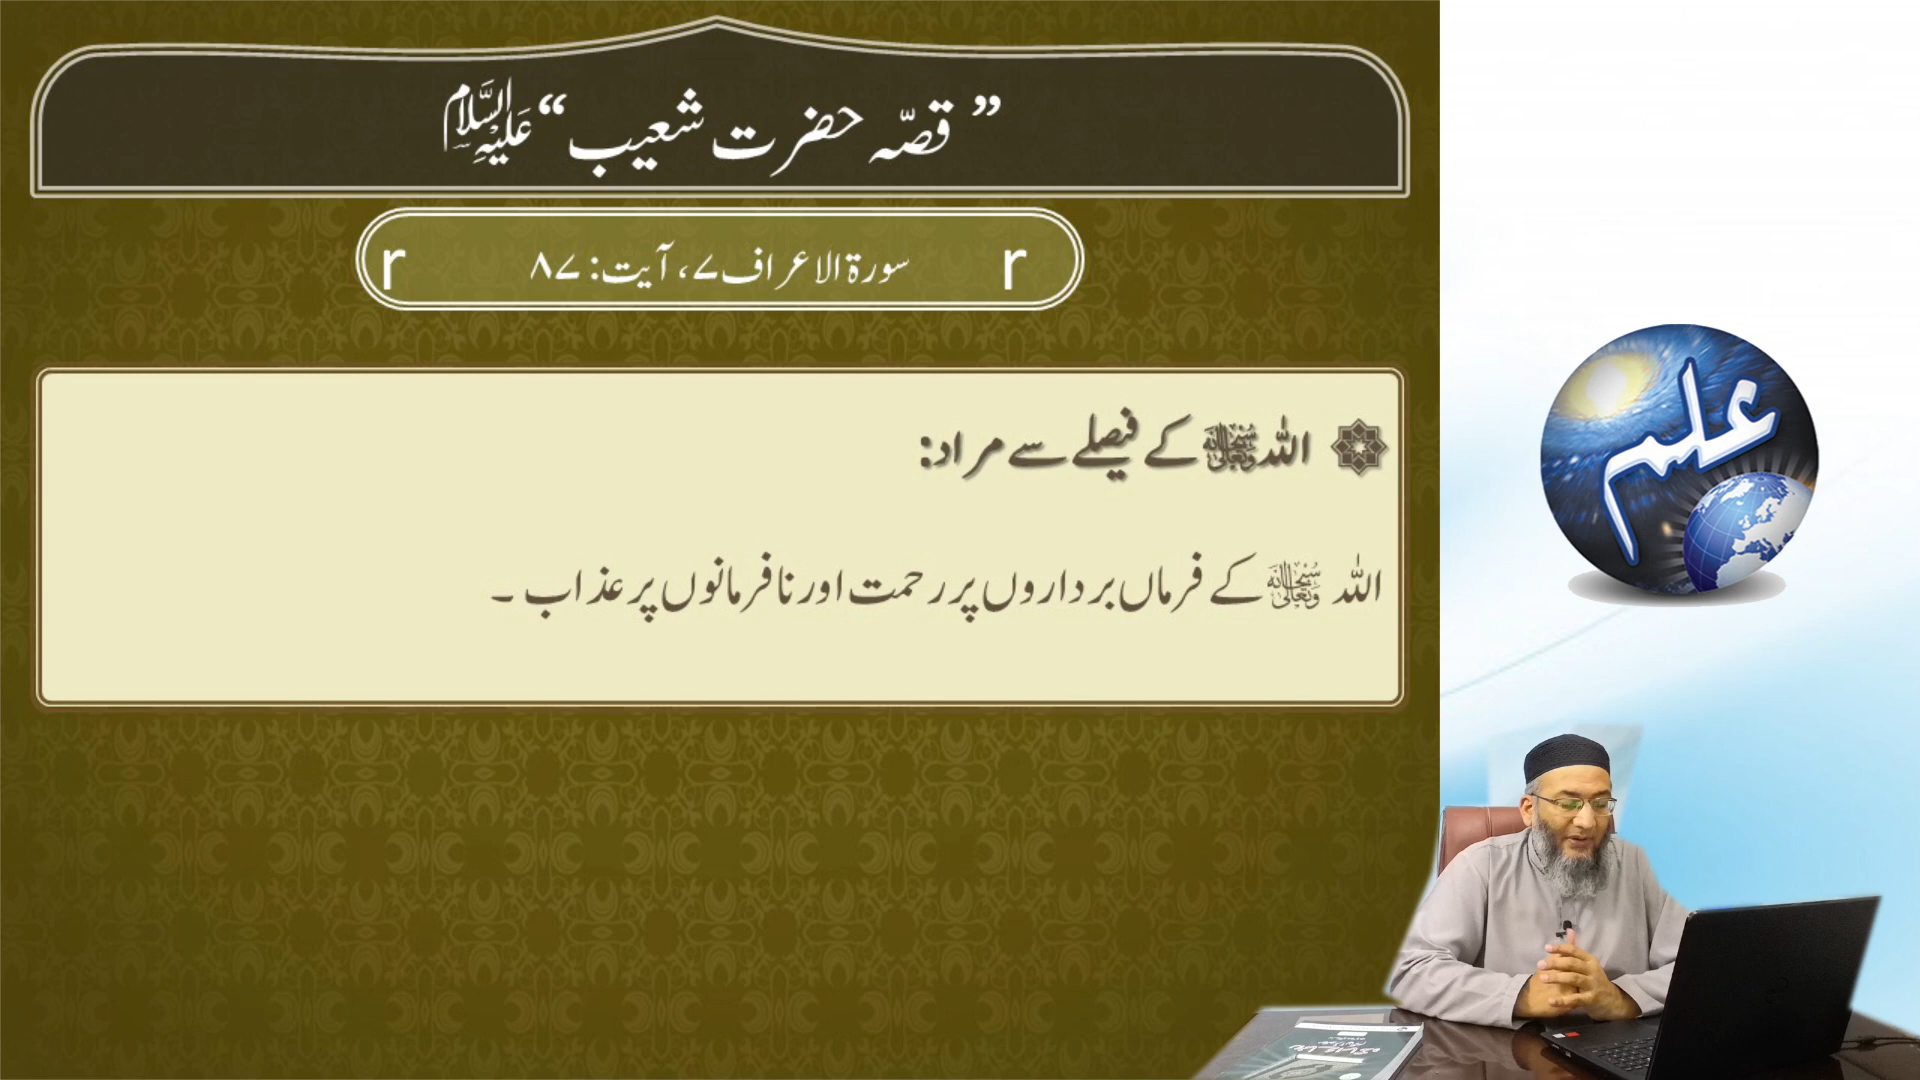 ” قصّہ حضرت شعیب“ علیہ السلام
r سورۃ الاعراف ۷، آیت: ۸۷ r
اللہ سبحانہ وتعالیٰ کے فیصلے سے مراد:
اللہ سبحانہ وتعالیٰ کے فرماں برداروں پر رحمت اور نافرمانوں پر عذاب ۔
علم